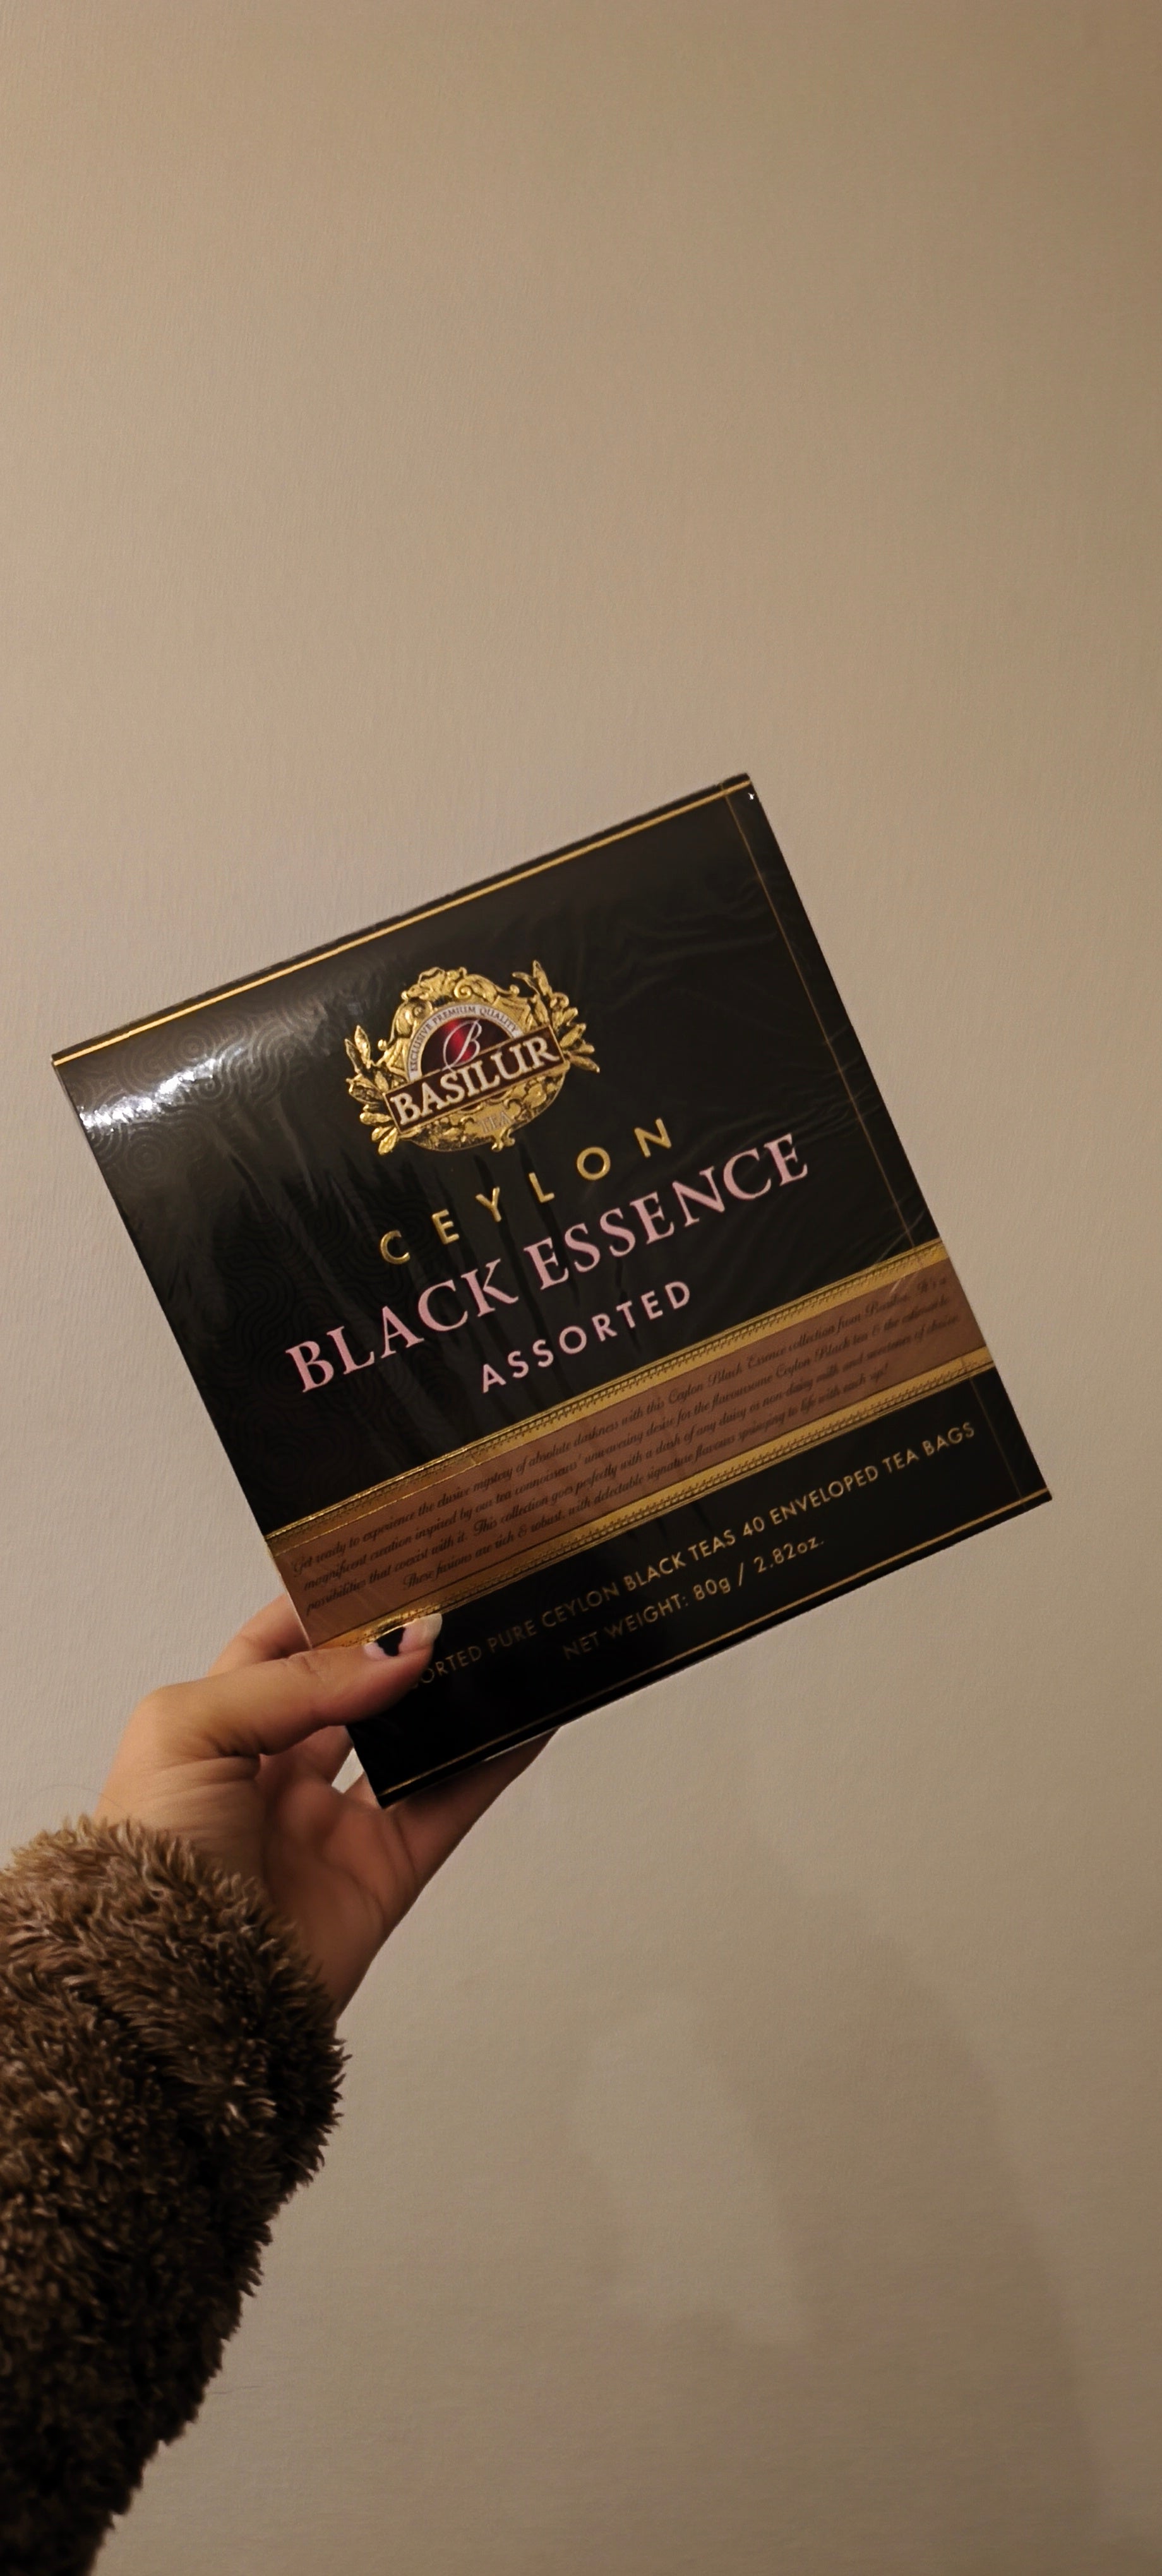 EXCLUSIVE PREMIUM QUALITY
B
BASILUR
TEA
CEYLON
BLACK ESSENCE
ASSORTED
Get ready to experience the elusive mystery of absolute darkness with this Ceylon Black Essence collection from Basilur. It's a
magnificent curation inspired by our tea connoisseurs' unwavering desire for the flavoursome Ceylon Black tea & the
possibilities that coexist with it. This collection goes perfectly with a dash of any dairy or non-dairy milk and sweetener of choice.
These fusions are rich & robust, with delectable signature flavours springing to life with each sip!
ORTED PURE CEYLON BLACK TEAS 40 ENVELOPED TEA BAGS
NET WEIGHT: 80g / 2.82oz.